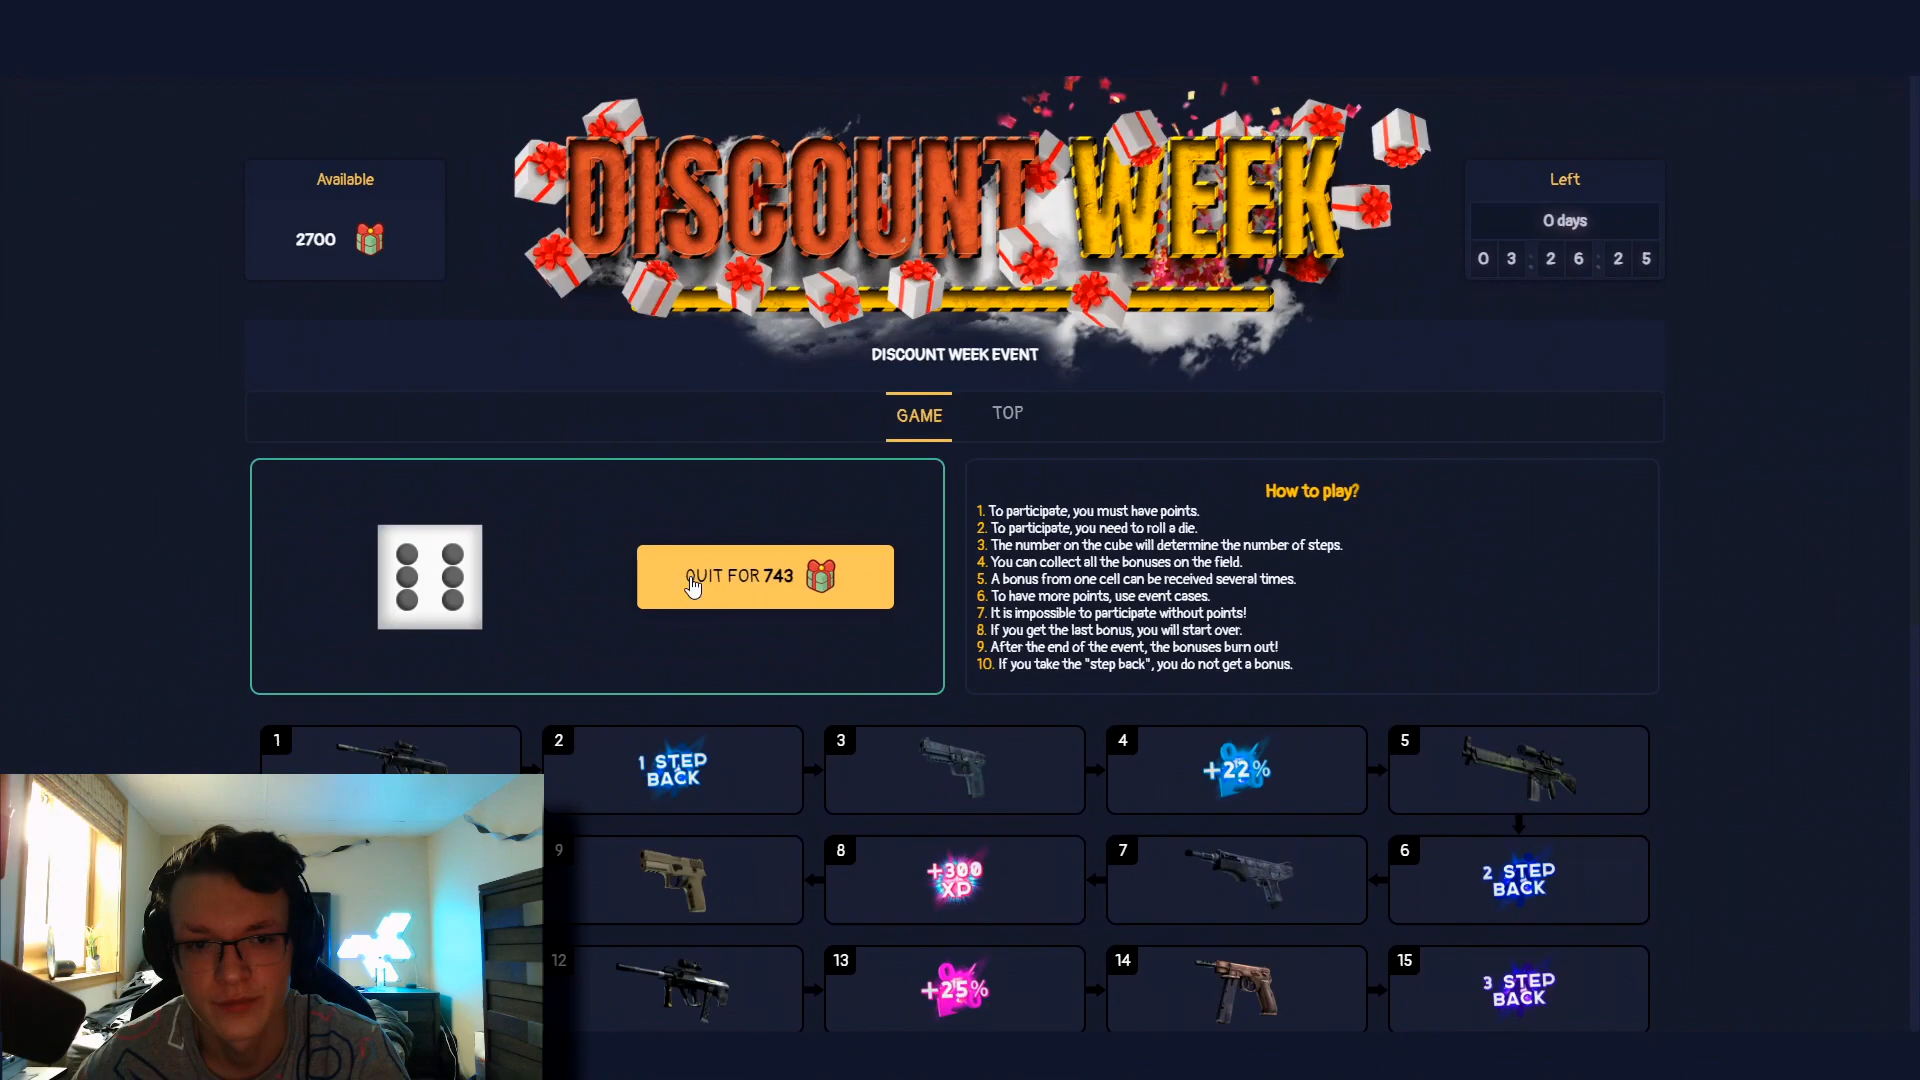 DISCOUNT WEEK
Available
2700
Left
0 days
0 3 : 2 6 : 2 5
DISCOUNT WEEK EVENT
GAME
TOP
QUIT FOR 743
How to play?
1. To participate, you must have points.
2. To participate, you need to roll a die.
3. The number on the cube will determine the number of steps.
4. You can collect all the bonuses on the field.
5. A bonus from one cell can be received several times.
6. To have more points, use event cases.
7. It is impossible to participate without points!
8. If you get the last bonus, you will start over.
9. After the end of the event, the bonuses burn out!
10. If you take the "step back", you do not get a bonus.
1
2
1 STEP
BACK
3
4
+22%
5
9
8
+300
XP
7
6
2 STEP
BACK
12
13
+25%
14
15
3 STEP
BACK